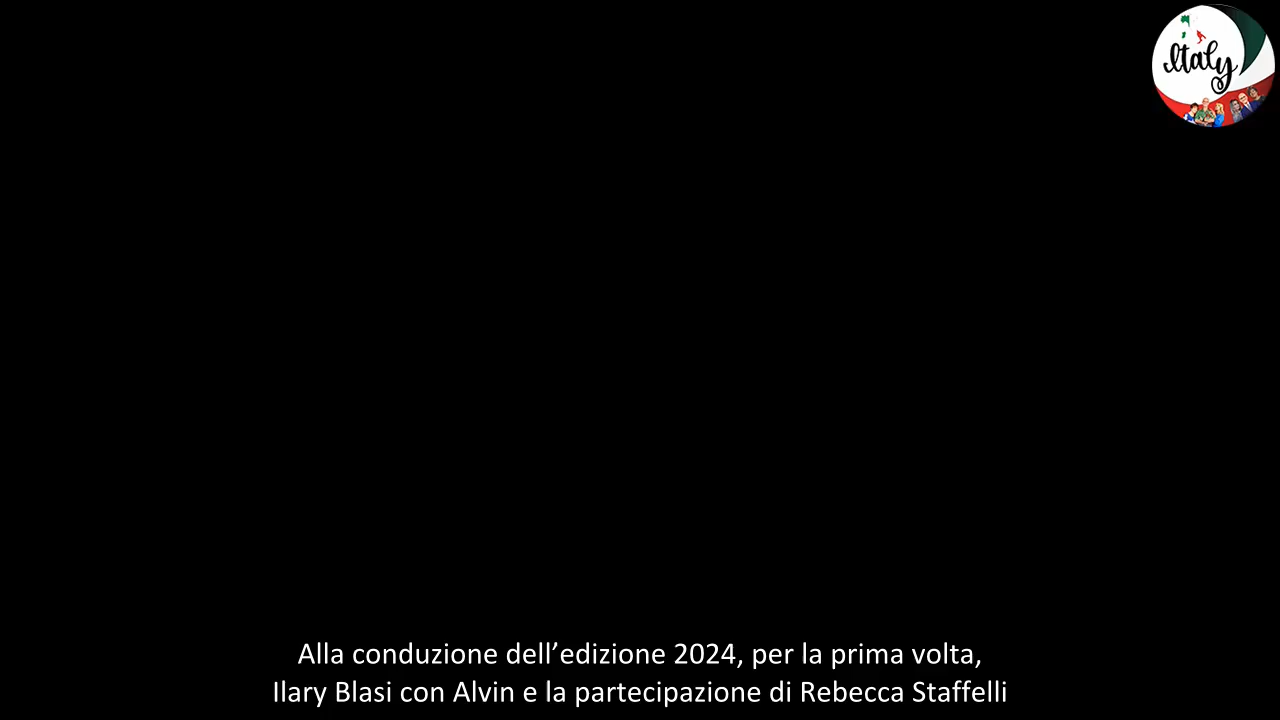 Italy
Alla conduzione dell’edizione 2024, per la prima volta,
Ilary Blasi con Alvin e la partecipazione di Rebecca Staffelli